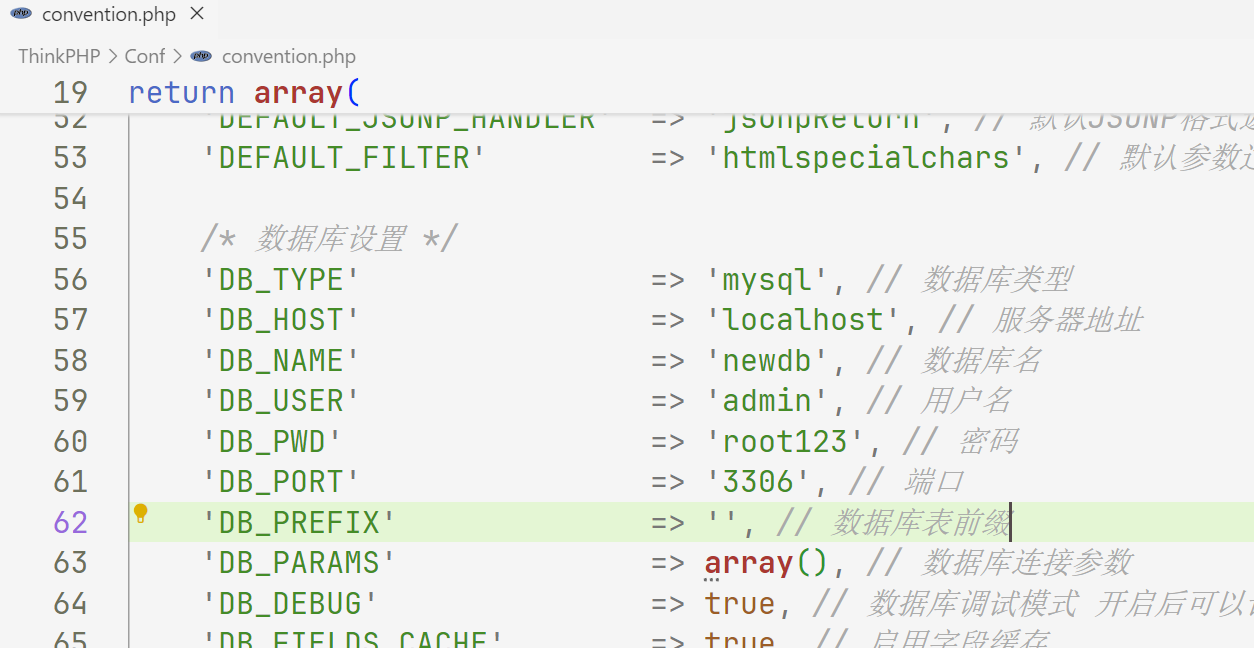 php convention.php ×
ThinkPHP > Conf > php convention.php
19 return array(
52 'DEFAULT_JSONP_HANDLER' => 'jsonpReturn', // 默认JSONP格式
53 'DEFAULT_FILTER' => 'htmlspecialchars', // 默认参数
54
55 /* 数据库设置 */
56 'DB_TYPE' => 'mysql', // 数据库类型
57 'DB_HOST' => 'localhost', // 服务器地址
58 'DB_NAME' => 'newdb', // 数据库名
59 'DB_USER' => 'admin', // 用户名
60 'DB_PWD' => 'root123', // 密码
61 'DB_PORT' => '3306', // 端口
62 'DB_PREFIX' => '', // 数据库表前缀
63 'DB_PARAMS' => array(), // 数据库连接参数
64 'DB_DEBUG' => true, // 数据库调试模式 开启后可以
65 'DB_FIELDS_CACHE' => true, // 启用字段缓存